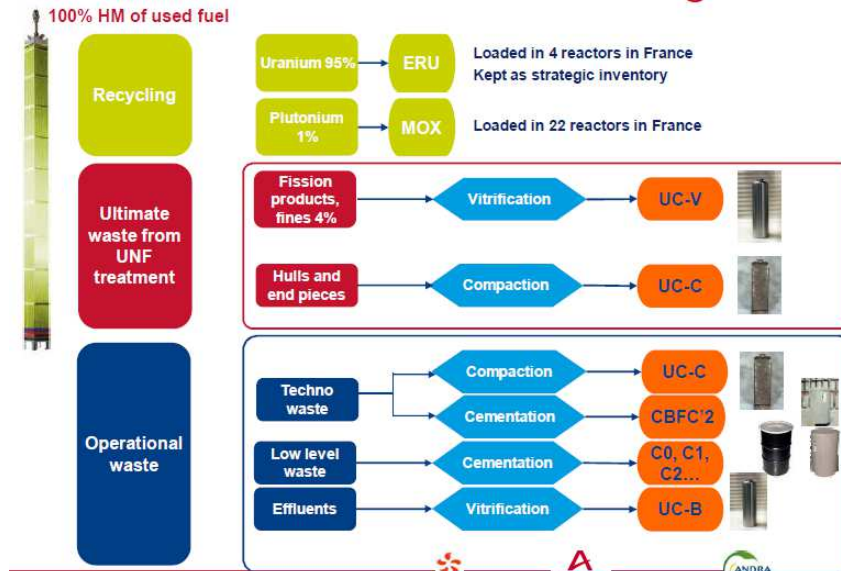 100% HM of used fuel
Recycling
Uranium 95%
ERU
Loaded in 4 reactors in France
Kept as strategic inventory
Plutonium
1%
MOX
Loaded in 22 reactors in France
Ultimate
waste from
UNF
treatment
Fission
products,
fines 4%
Vitrification
UC-V
Hulls and
end pieces
Compaction
UC-C
Operational
waste
Techno
waste
Compaction
UC-C
Cementation
CBFC'2
Low level
waste
Cementation
C0, C1,
C2...
Effluents
Vitrification
UC-B
A
ANDRA